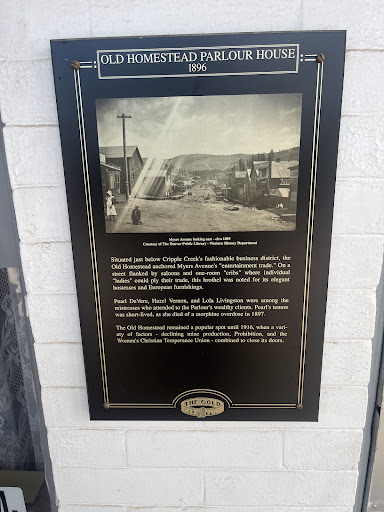 OLD HOMESTEAD PARLOUR HOUSE
1896
Myers Avenue looking east - circa 1895
Courtesy of The Denver Public Library - Western History Department
Situated just below Cripple Creek's fashionable business district, the
Old Homestead anchored Myers Avenue's "entertainment trade." On a
street flanked by saloons and one-room "cribs" where individual
"ladies" could ply their trade, this brothel was noted for its elegant
hostesses and European furnishings.
Pearl DeVere, Hazel Vernon, and Lola Livingston were among the
mistresses who attended to the Parlour's wealthy clients. Pearl's tenure
was short-lived, as she died of a morphine overdose in 1897.
The Old Homestead remained a popular spot until 1916, when a vari-
ety of factors - declining mine production, Prohibition, and the
Women's Christian Temporance Union - combined to close its doors.
THE GOLD